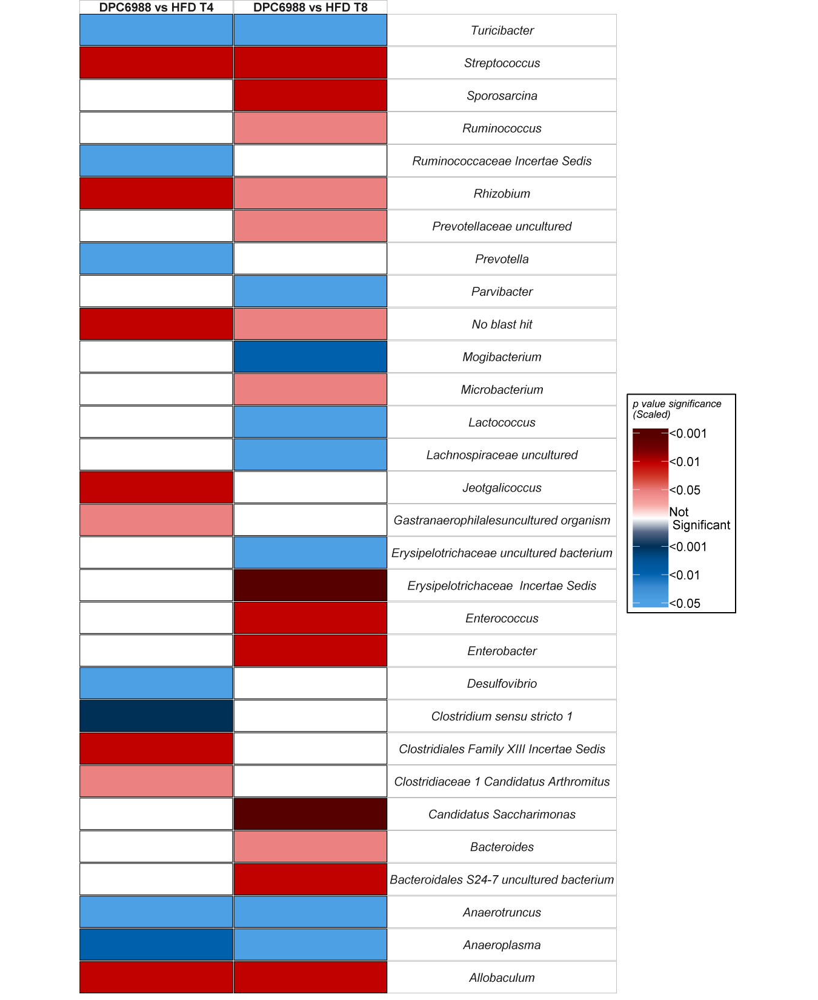 DPC6988 vs HFD T4 DPC6988 vs HFD T8
Turicibacter
Streptococcus
Sporosarcina
Ruminococcus
Ruminococcaceae Incertae Sedis
Rhizobium
Prevotellaceae uncultured
Prevotella
Parvibacter
No blast hit
Mogibacterium
Microbacterium
Lactococcus
Lachnospiraceae uncultured
Jeotgalicoccus
Gastranaerophilalesuncultured organism
Erysipelotrichaceae uncultured bacterium
Erysipelotrichaceae  Incertae Sedis
Enterococcus
Enterobacter
Desulfovibrio
Clostridium sensu stricto 1
Clostridiales Family XIII Incertae Sedis
Clostridiaceae 1 Candidatus Arthromitus
Candidatus Saccharimonas
Bacteroides
Bacteroidales S24-7 uncultured bacterium
Anaerotruncus
Anaeroplasma
Allobaculum
p value significance
(Scaled)
<0.001
<0.01
<0.05
Not
Significant
<0.001
<0.01
<0.05